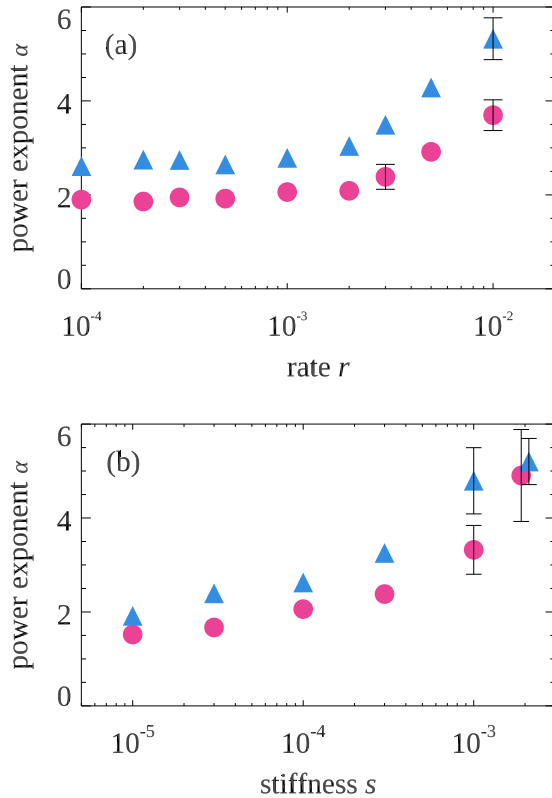 6
(a)
power exponent α
4
2
0
10-4
10-3
10-2
rate r
6
(b)
power exponent α
4
2
0
10-5
10-4
10-3
stiffness s